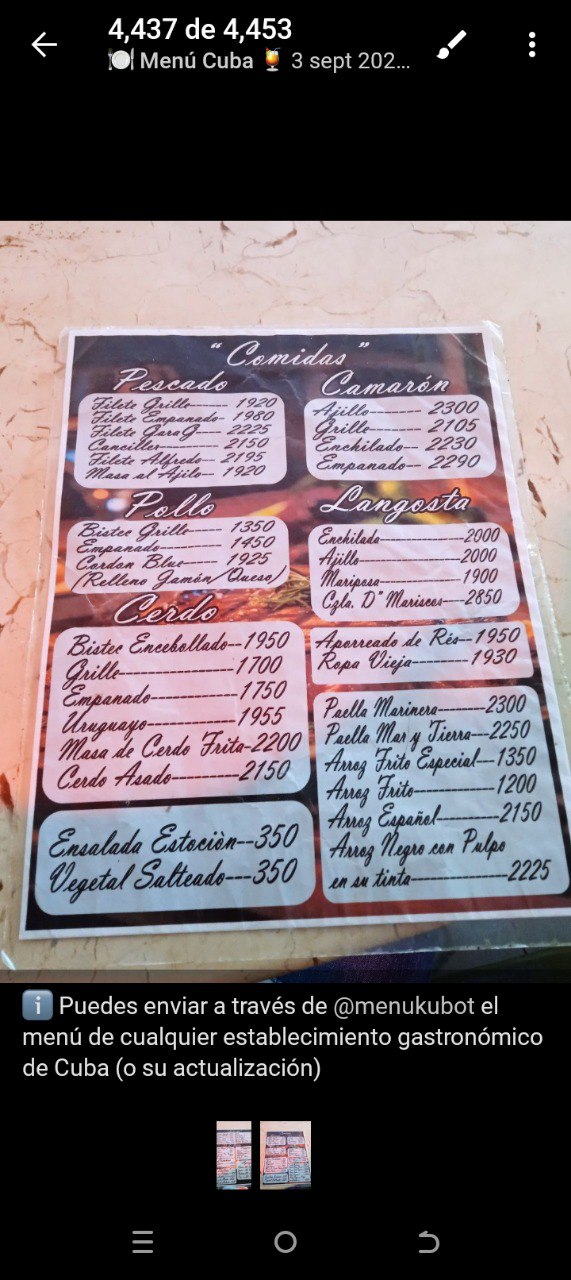 4,437 de 4,453
🍽️ Menú Cuba 🍹 3 sept 202…
" Comidas "
Pescado
Filete Grille----- 1920
Filete Empanado- 1980
Filete GaraG---- 2225
Canciller------- 2150
Filete Alfredo-- 2195
Masa al Ajillo-- 1920
Camarón
Ajillo-------- 2300
Grille-------- 2105
Enchilado-- 2230
Empanado-- 2290
Pollo
Bistec Grille----- 1350
Empanado-------- 1450
Cordon Blue----- 1925
(Relleno Gamón/Queso)
Langosta
Enchilada---------------2000
Ajillo------------------2000
Mariposa---------------1900
Czla. D" Mariscos----2850
Cerdo
Bistec Encebollado--1950
Grille------------------1700
Empanado------------1750
Uruguayo-------------1955
Masa de Cerdo Frita-2200
Cerdo Asado---------2150
Aporreado de Rés--1950
Ropa Vieja---------1930
Paella Marinera--------2300
Paella Mar y Tierra---2250
Arroz Frito Especial---1350
Arroz Frito-------------1200
Arroz Español---------2150
Arroz Negro con Pulpo
en su tinta--------------2225
Ensalada Estociòn--350
Vegetal Salteado---350
ℹ️ Puedes enviar a través de @menukubot el
menú de cualquier establecimiento gastronómico
de Cuba (o su actualización)